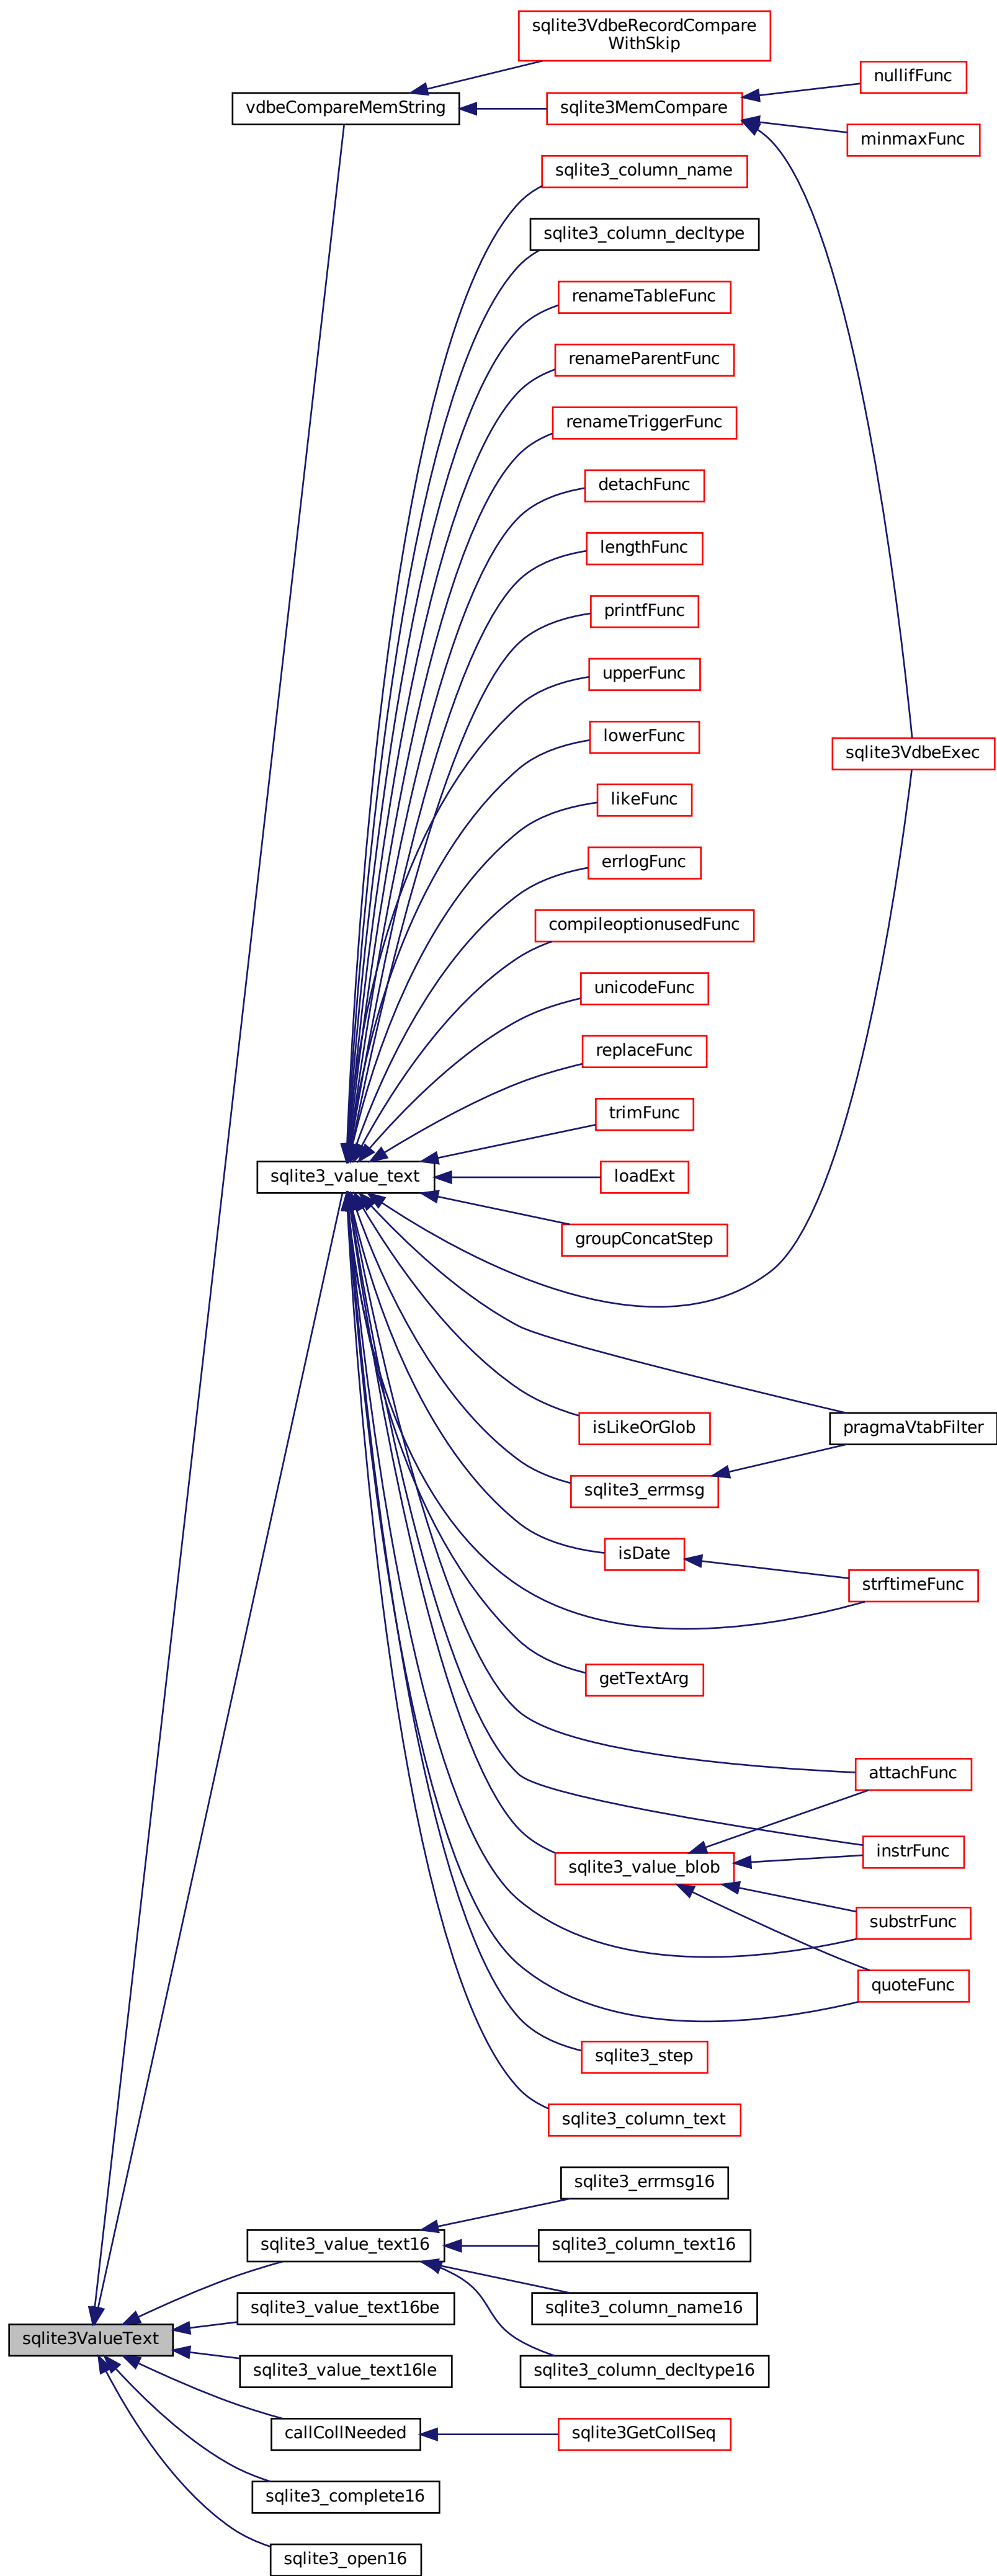 sqlite3VdbeRecordCompare
WithSkip
nullifFunc
vdbeCompareMemString
sqlite3MemCompare
minmaxFunc
sqlite3_column_name
sqlite3_column_decltype
renameTableFunc
renameParentFunc
renameTriggerFunc
detachFunc
lengthFunc
printfFunc
upperFunc
lowerFunc
sqlite3VdbeExec
likeFunc
errlogFunc
compileoptionusedFunc
unicodeFunc
replaceFunc
trimFunc
sqlite3_value_text
loadExt
groupConcatStep
isLikeOrGlob
pragmaVtabFilter
sqlite3_errmsg
isDate
strftimeFunc
getTextArg
attachFunc
instrFunc
sqlite3_value_blob
substrFunc
quoteFunc
sqlite3_step
sqlite3_column_text
sqlite3_errmsg16
sqlite3_value_text16
sqlite3_column_text16
sqlite3_value_text16be
sqlite3_column_name16
sqlite3ValueText
sqlite3_value_text16le
sqlite3_column_decltype16
callCollNeeded
sqlite3GetCollSeq
sqlite3_complete16
sqlite3_open16